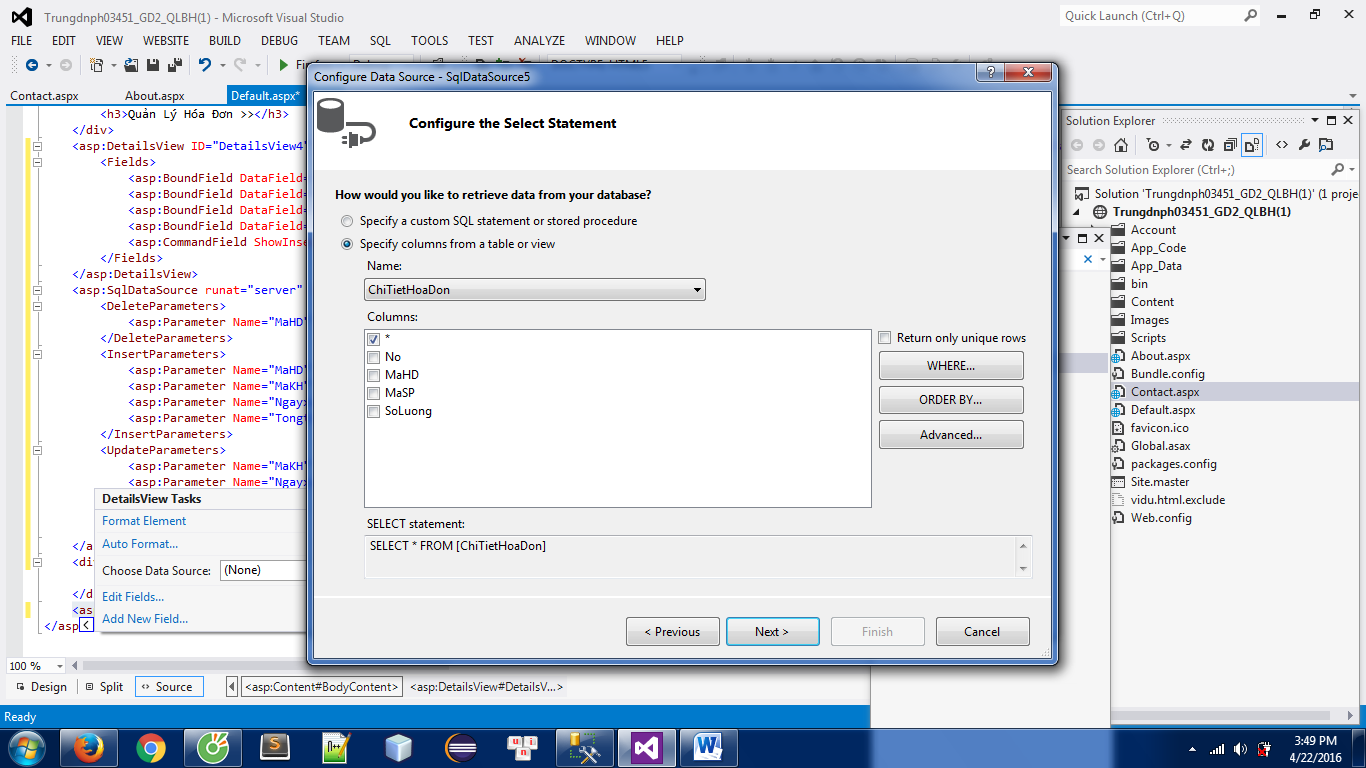 Trungdnph03451_GD2_QLBH(1) - Microsoft Visual Studio
Quick Launch (Ctrl+Q)
FILE EDIT VIEW WEBSITE BUILD DEBUG TEAM SQL TOOLS TEST ANALYZE WINDOW HELP
Contact.aspx About.aspx Default.aspx*
<h3>Quản Lý Hóa Đơn >></h3>
</div>
<asp:DetailsView ID="DetailsView4"
<Fields>
<asp:BoundField DataField=
<asp:BoundField DataField=
<asp:BoundField DataField=
<asp:BoundField DataField=
<asp:CommandField ShowInse
</Fields>
</asp:DetailsView>
<asp:SqlDataSource runat="server"
<DeleteParameters>
<asp:Parameter Name="MaHD"
</DeleteParameters>
<InsertParameters>
<asp:Parameter Name="MaHD"
<asp:Parameter Name="MaKH"
<asp:Parameter Name="Ngayx
<asp:Parameter Name="Tongt
</InsertParameters>
<UpdateParameters>
<asp:Parameter Name="MaKH"
<asp:Parameter Name="Ngayx
DetailsView Tasks
Format Element
Auto Format...
Choose Data Source: (None)
Edit Fields...
Add New Field...
</a
<di
</d
<as
</asp
<
100 %
Design Split Source <asp:Content#BodyContent> <asp:DetailsView#DetailsV...>
Ready
Configure Data Source - SqlDataSource5
Configure the Select Statement
How would you like to retrieve data from your database?
Specify a custom SQL statement or stored procedure
Specify columns from a table or view
Name:
ChiTietHoaDon
Columns:
*
No
MaHD
MaSP
SoLuong
Return only unique rows
WHERE...
ORDER BY...
Advanced...
SELECT statement:
SELECT * FROM [ChiTietHoaDon]
< Previous Next > Finish Cancel
Solution Explorer
Search Solution Explorer (Ctrl+;)
Solution 'Trungdnph03451_GD2_QLBH(1)' (1 proje
Trungdnph03451_GD2_QLBH(1)
Account
App_Code
App_Data
bin
Content
Images
Scripts
About.aspx
Bundle.config
Contact.aspx
Default.aspx
favicon.ico
Global.asax
packages.config
Site.master
vidu.html.exclude
Web.config
3:49 PM
4/22/2016